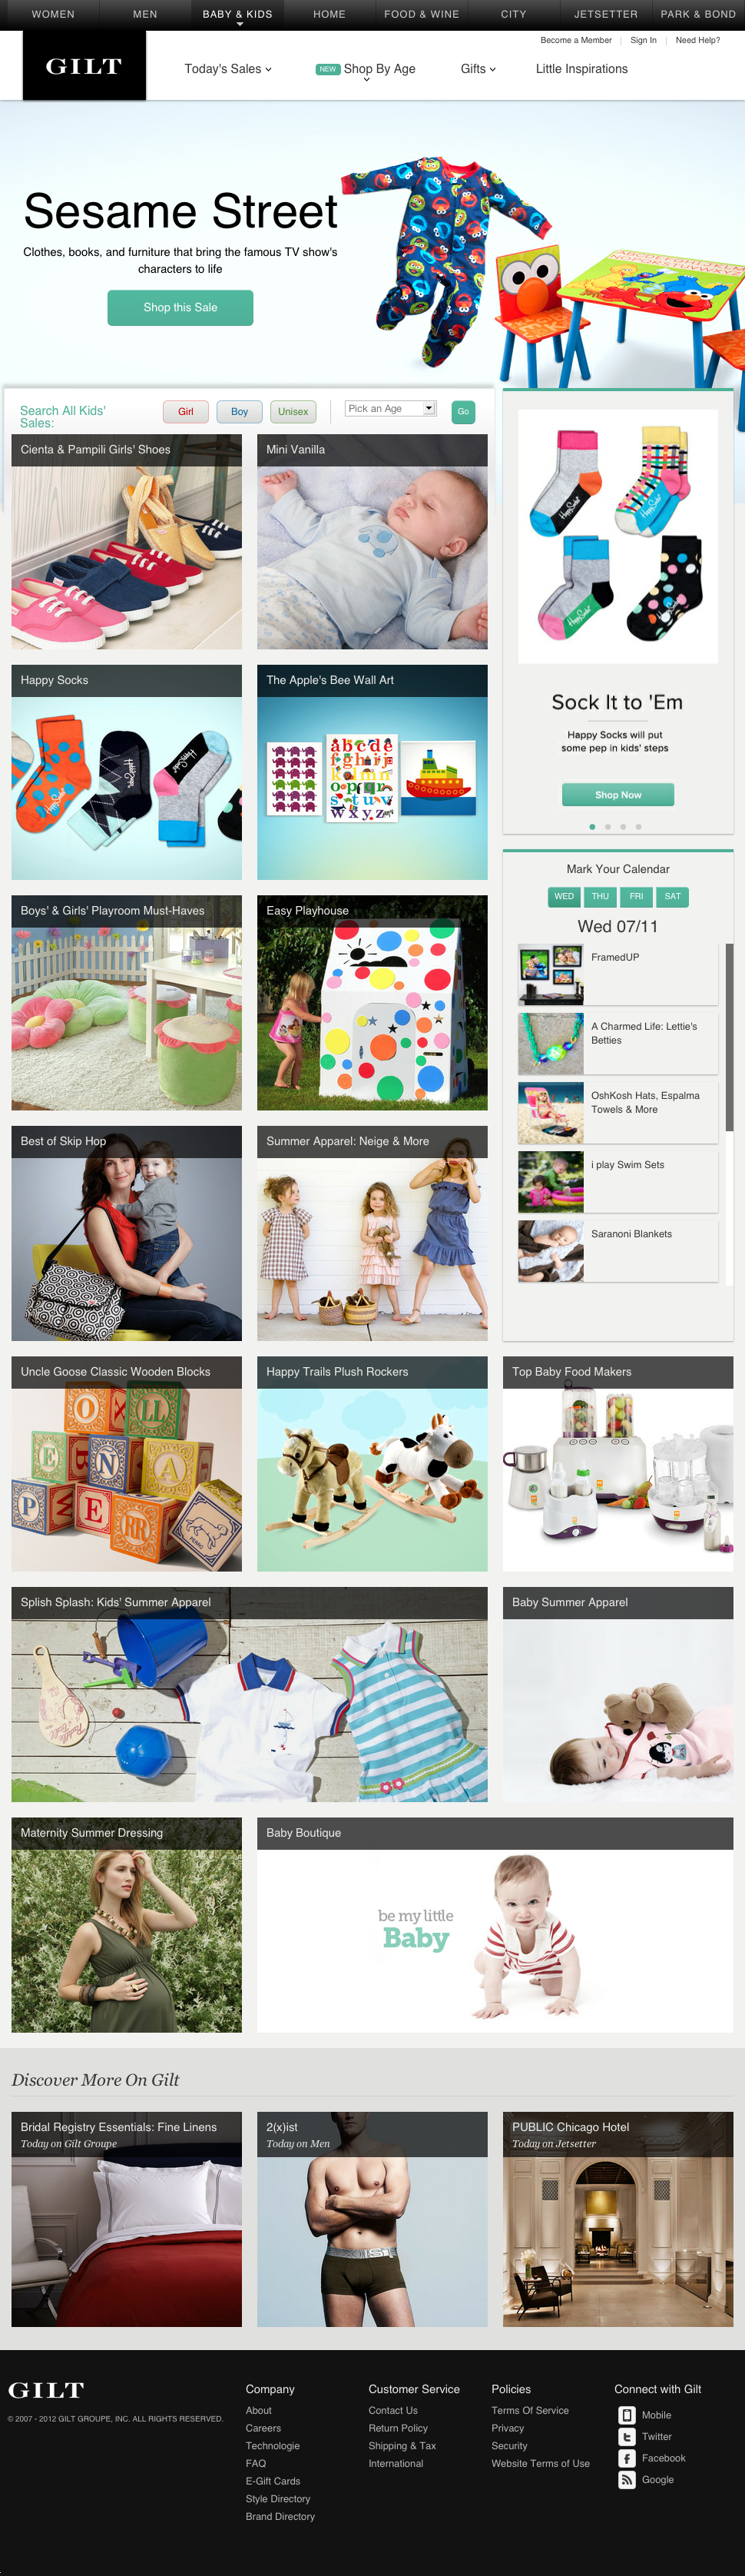 WOMEN
MEN
BABY & KIDS
HOME
FOOD & WINE
CITY
JETSETTER
PARK & BOND
Become a Member
Sign In
Need Help?
GILT
Today's Sales
NEW Shop By Age
Gifts
Little Inspirations
Sesame Street
Clothes, books, and furniture that bring the famous TV show's
characters to life
Shop this Sale
Search All Kids'
Sales:
Girl
Boy
Unisex
Pick an Age
Go
Cienta & Pampili Girls' Shoes
Mini Vanilla
Happy Socks
The Apple's Bee Wall Art
Sock It to 'Em
Happy Socks will put
some pep in kids' steps
Shop Now
Mark Your Calendar
WED
THU
FRI
SAT
Wed 07/11
FramedUP
A Charmed Life: Lettie's
Betties
OshKosh Hats, Espalma
Towels & More
i play Swim Sets
Saranoni Blankets
Boys' & Girls' Playroom Must-Haves
Easy Playhouse
Best of Skip Hop
Summer Apparel: Neige & More
Uncle Goose Classic Wooden Blocks
Happy Trails Plush Rockers
Top Baby Food Makers
Splish Splash: Kids' Summer Apparel
Baby Summer Apparel
Maternity Summer Dressing
Baby Boutique
be my little
Baby
Discover More On Gilt
Bridal Registry Essentials: Fine Linens
Today on Gilt Groupe
2(x)ist
Today on Men
PUBLIC Chicago Hotel
Today on Jetsetter
GILT
© 2007 - 2012 GILT GROUPE, INC. ALL RIGHTS RESERVED.
Company
About
Careers
Technologie
FAQ
E-Gift Cards
Style Directory
Brand Directory
Customer Service
Contact Us
Return Policy
Shipping & Tax
International
Policies
Terms Of Service
Privacy
Security
Website Terms of Use
Connect with Gilt
Mobile
Twitter
Facebook
Google